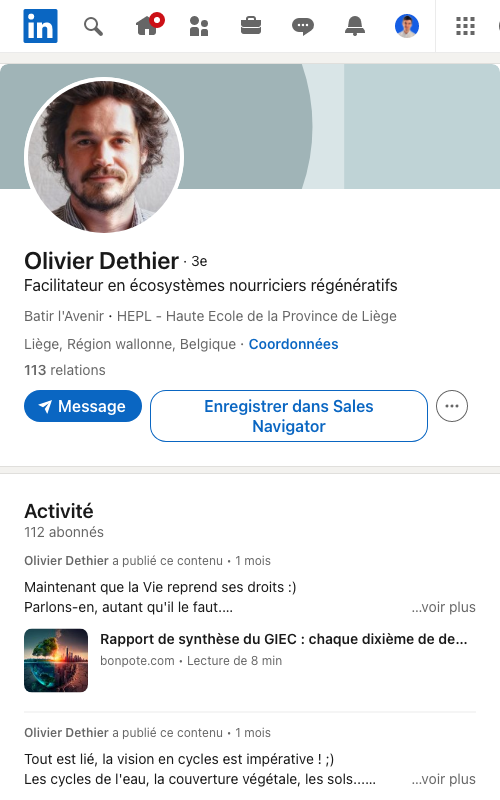 in
Olivier Dethier · 3e
Facilitateur en écosystèmes nourriciers régénératifs
Batir l'Avenir • HEPL - Haute Ecole de la Province de Liège
Liège, Région wallonne, Belgique · Coordonnées
113 relations
Message
Enregistrer dans Sales
Navigator
Activité
112 abonnés
Olivier Dethier a publié ce contenu • 1 mois
Maintenant que la Vie reprend ses droits :)
Parlons-en, autant qu'il le faut.... ...voir plus
Rapport de synthèse du GIEC : chaque dixième de de...
bonpote.com • Lecture de 8 min
Olivier Dethier a publié ce contenu • 1 mois
Tout est lié, la vision en cycles est impérative ! ;)
Les cycles de l'eau, la couverture végétale, les sols...... ...voir plus